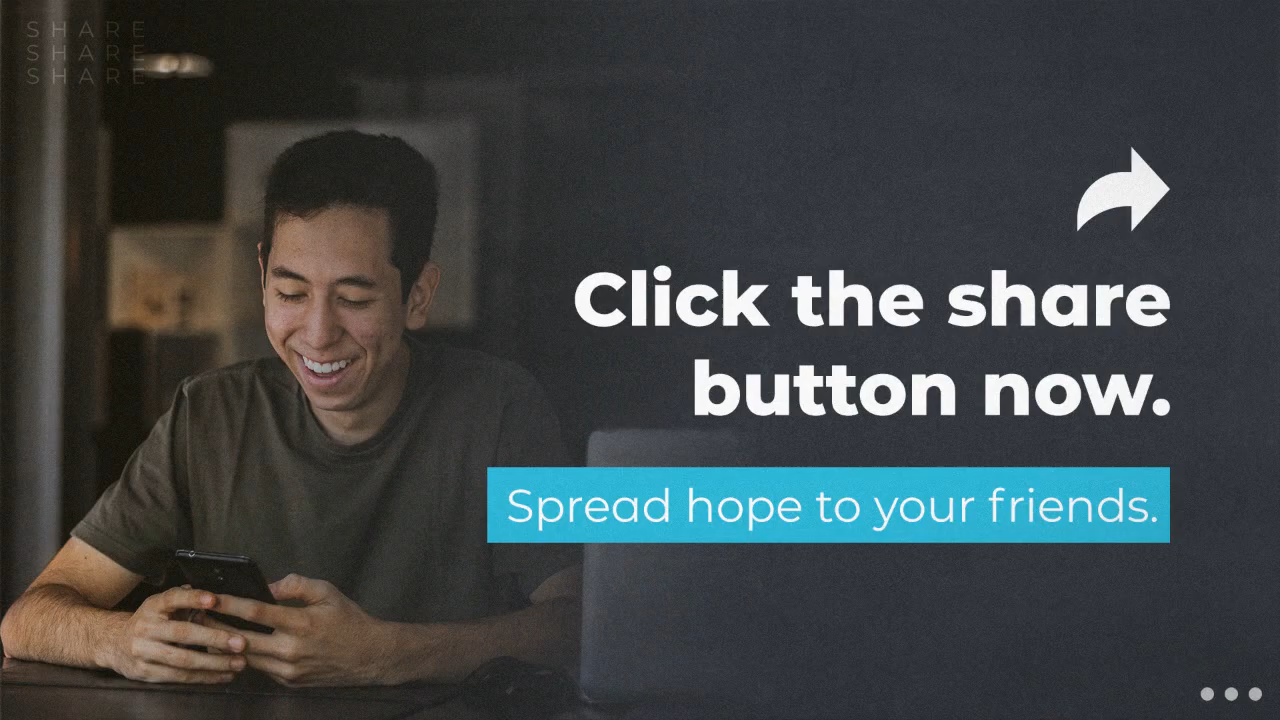 SHARE
SHARE
SHARE
Click the share
button now.
Spread hope to your friends.